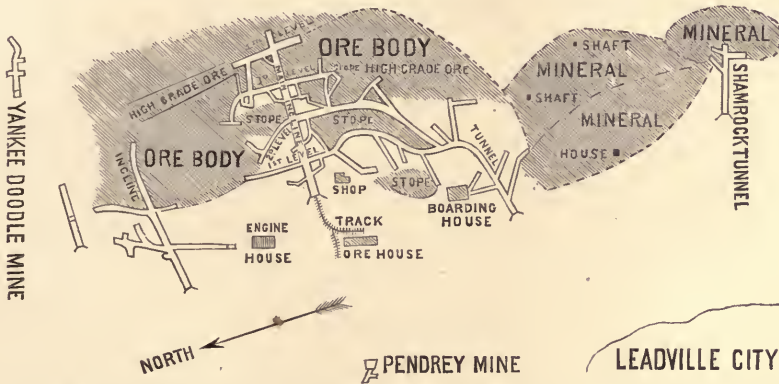 MINERAL
ORE BODY
SHAFT
MINERAL
HIGH GRADE ORE
HIGH GRADE ORE
SHAFT
MINERAL
STOPE
STOPE
ORE BODY
1ST LEVEL
HOUSE
INCLINE
TUNNEL
SHOP
STOPE
BOARDING
HOUSE
ENGINE
HOUSE
TRACK
ORE HOUSE
SHAMROCK TUNNEL
YANKEE DOODLE MINE
NORTH
PENDREY MINE
LEADVILLE CITY